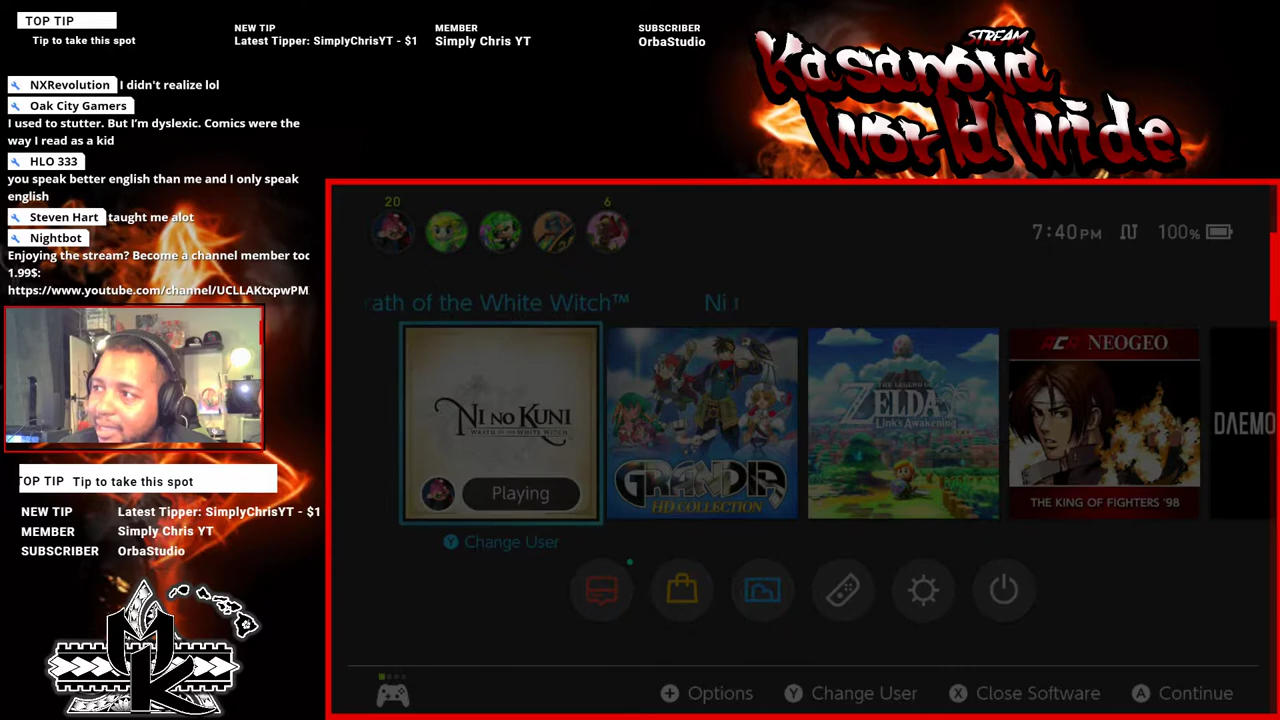 TOP TIP
Tip to take this spot
NEW TIP
Latest Tipper: SimplyChrisYT - $1
MEMBER
Simply Chris YT
SUBSCRIBER
OrbaStudio
STREAM
Kasanova
World Wide
NXRevolution I didn't realize lol
Oak City Gamers
I used to stutter. But I'm dyslexic. Comics were the
way I read as a kid
HLO 333
you speak better english than me and I only speak
english
Steven Hart taught me alot
Nightbot
Enjoying the stream? Become a channel member too
1.99$:
https://www.youtube.com/channel/UCLLAKtxpwPM
TOP TIP Tip to take this spot
NEW TIP Latest Tipper: SimplyChrisYT - $1
MEMBER Simply Chris YT
SUBSCRIBER OrbaStudio
MK
20
6
7:40 PM
100%
rath of the White Witch™ Ni n
NI NO KUNI
WRATH OF THE WHITE WITCH
Playing
GRANDIA
HD COLLECTION
THE LEGEND OF
ZELDA
Link's Awakening
ACA NEOGEO
THE KING OF FIGHTERS '98
DAEMO
Y Change User
+ Options
Y Change User
X Close Software
A Continue